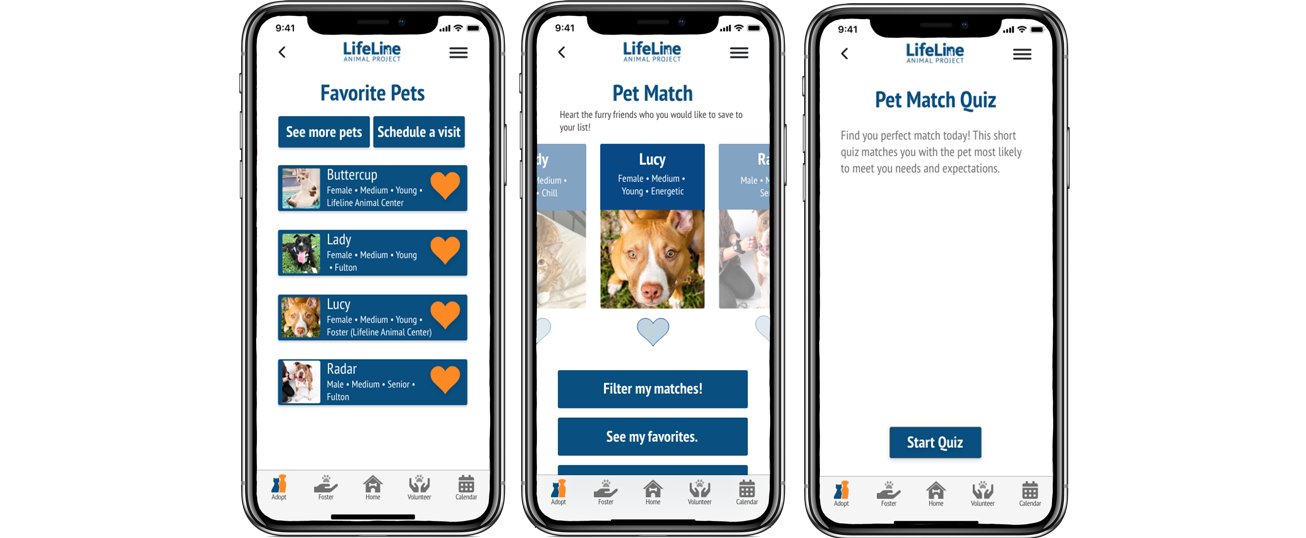 9:41
LifeLine
ANIMAL PROJECT
Favorite Pets
See more pets
Schedule a visit
Buttercup
Female • Medium • Young •
Lifeline Animal Center
Lady
Female • Medium • Young
• Fulton
Lucy
Female • Medium • Young •
Foster (Lifeline Animal Center)
Radar
Male • Medium • Senior •
Fulton
Adopt
Foster
Home
Volunteer
Calendar
9:41
LifeLine
ANIMAL PROJECT
Pet Match
Heart the furry friends who you would like to save to
your list!
dy
Medium •
• Chill
Lucy
Female • Medium •
Young • Energetic
Ra
Male • M
Se
Filter my matches!
See my favorites.
Adopt
Foster
Home
Volunteer
Calendar
9:41
LifeLine
ANIMAL PROJECT
Pet Match Quiz
Find you perfect match today! This short
quiz matches you with the pet most likely
to meet you needs and expectations.
Start Quiz
Adopt
Foster
Home
Volunteer
Calendar